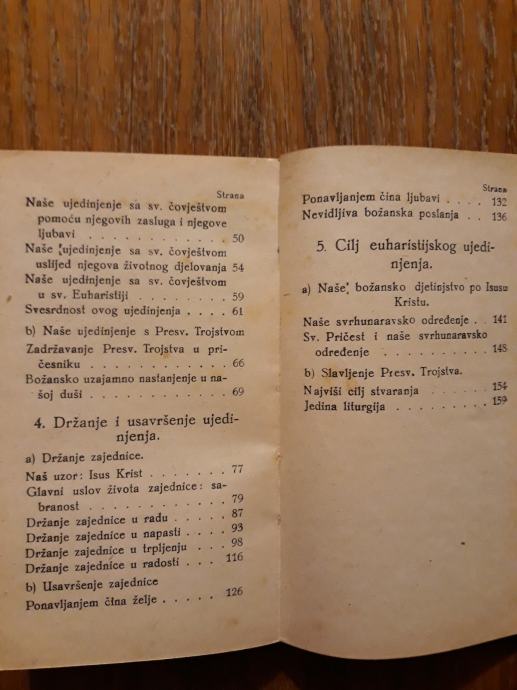 Strana
Naše ujedinjenje sa sv. čovještvom
pomoću njegovih zasluga i njegove
ljubavi . . . . . . . . . . 50
Naše ujedinjenje sa sv. čovještvom
uslijed njegova životnog djelovanja 54
Naše ujedinjenje sa sv. čovještvom
u sv. Euharistiji . . . . . . . 59
Svesrdnost ovog ujedinjenja . . . . 61
b) Naše ujedinjenje s Presv. Trojstvom
Zadržavanje Presv. Trojstva u pri-
česniku . . . . . . . . . . 66
Božansko uzajamno nastanjenje u na-
šoj duši . . . . . . . . . . 69
4. Držanje i usavršenje ujedi-
njenja.
a) Držanje zajednice.
Naš uzor: Isus Krist . . . . . . . 77
Glavni uslov života zajednice: sa-
branost . . . . . . . . . . 79
Držanje zajednice u radu . . . . . 87
Držanje zajednice u napasti . . . . 93
Držanje zajednice u trpljenju . . . 98
Držanje zajednice u radosti . . . . 116
b) Usavršenje zajednice
Ponavljanjem čina želje . . . . . 126
Strana
Ponavljanjem čina ljubavi . . . . 132
Nevidljiva božanska poslanja . . 136
5. Cilj euharistijskog ujedi-
njenja.
a) Naše božansko djetinjstvo po Isusu
Kristu.
Naše svrhunaravsko određenje . 141
Sv. Pričest i naše svrhunaravsko
određenje . . . . . . . . . 148
b) Slavljenje Presv. Trojstva.
Najviši cilj stvaranja . . . . . 154
Jedina liturgija . . . . . . . . 159